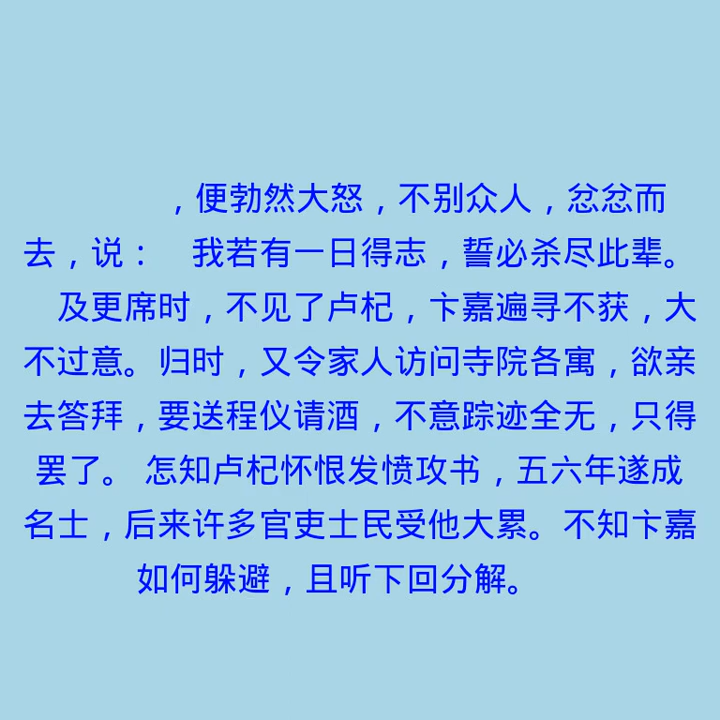 ，便勃然大怒，不别众人，忿忿而
去，说： 我若有一日得志，誓必杀尽此辈。
及更席时，不见了卢杞，卞嘉遍寻不获，大
不过意。归时，又令家人访问寺院各寓，欲亲
去答拜，要送程仪请酒，不意踪迹全无，只得
罢了。 怎知卢杞怀恨发愤攻书，五六年遂成
名士，后来许多官吏士民受他大累。不知卞嘉
如何躲避，且听下回分解。